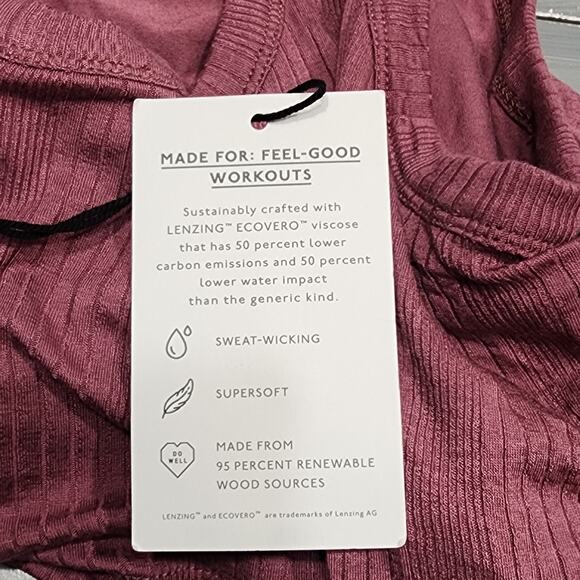 MADE FOR: FEEL-GOOD
WORKOUTS
Sustainably crafted with
LENZING™ ECOVERO™ viscose
that has 50 percent lower
carbon emissions and 50 percent
lower water impact
than the generic kind.
SWEAT-WICKING
SUPERSOFT
DO
WELL
MADE FROM
95 PERCENT RENEWABLE
WOOD SOURCES
LENZING™ and ECOVERO™ are trademarks of Lenzing AG